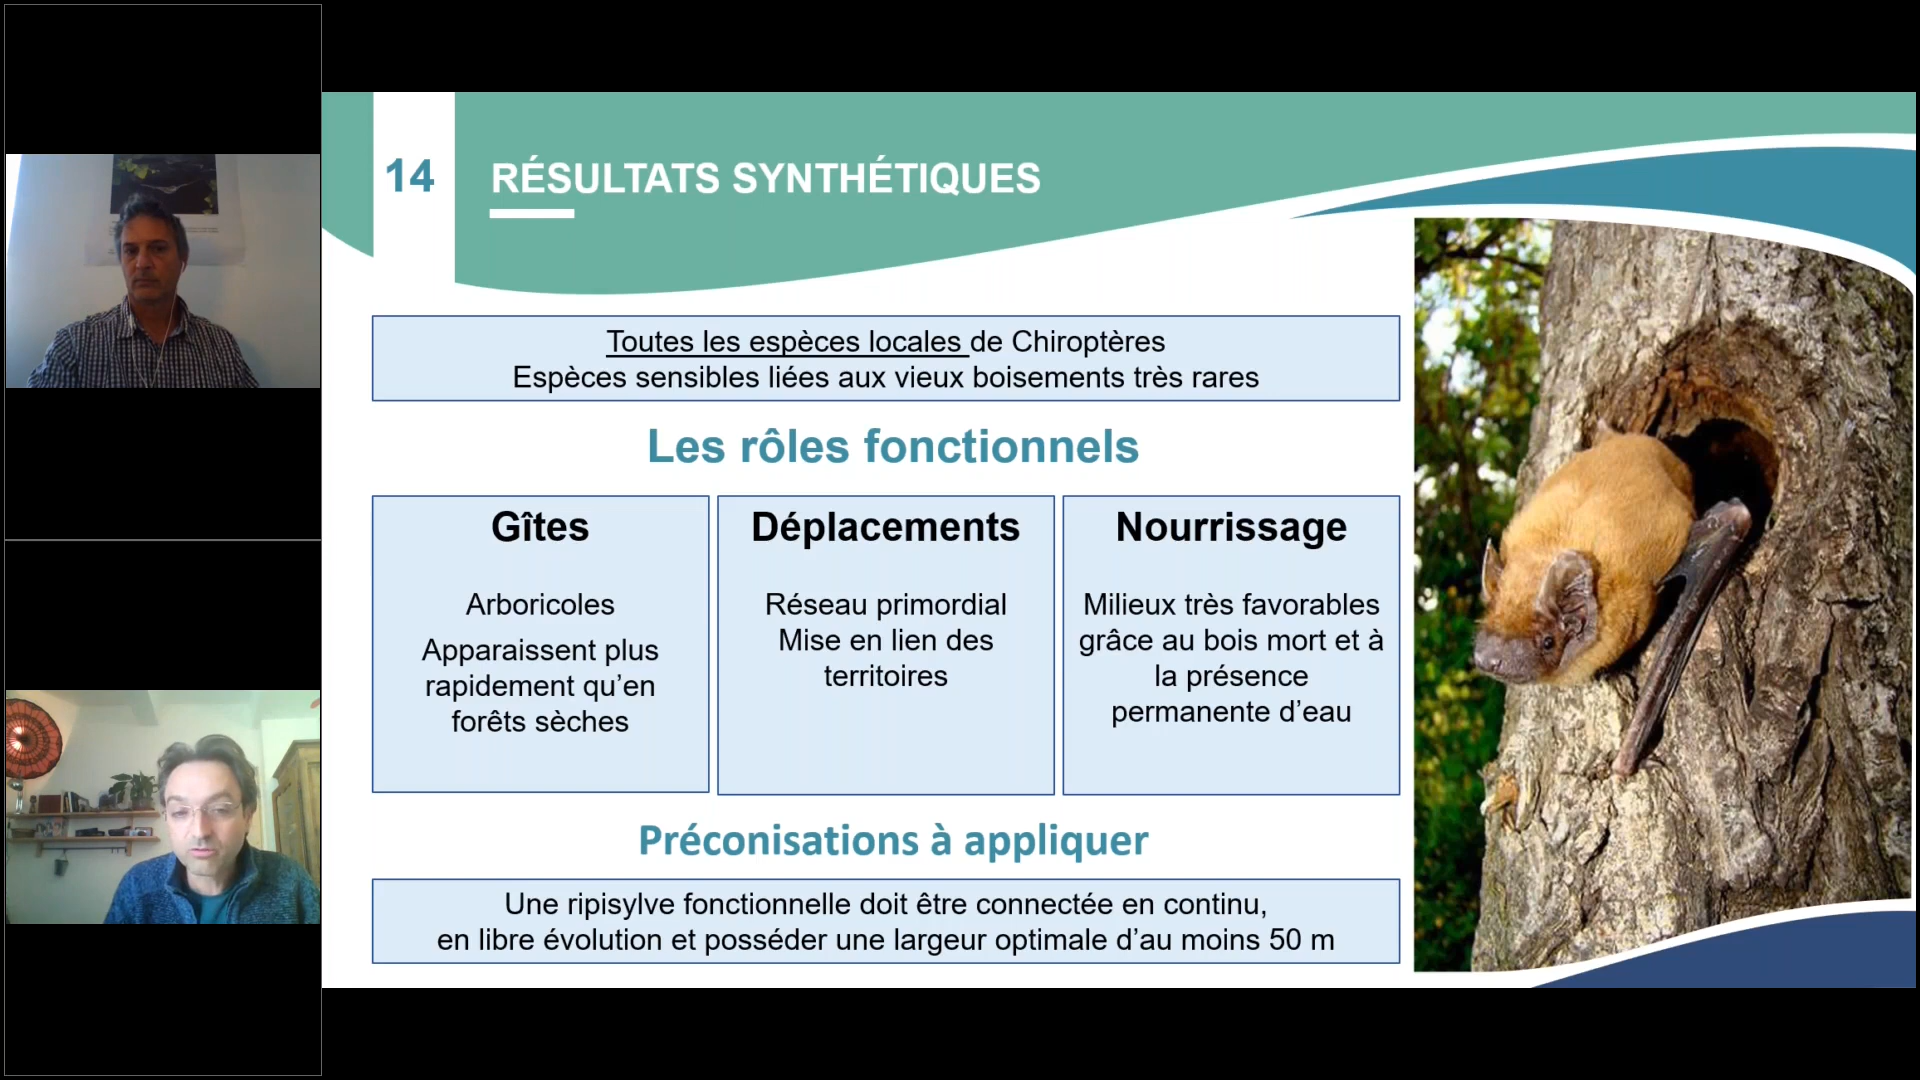 14
RÉSULTATS SYNTHÉTIQUES
Toutes les espèces locales de Chiroptères
Espèces sensibles liées aux vieux boisements très rares
Les rôles fonctionnels
Gîtes
Arboricoles
Apparaissent plus
rapidement qu'en
forêts sèches
Déplacements
Réseau primordial
Mise en lien des
territoires
Nourrissage
Milieux très favorables
grâce au bois mort et à
la présence
permanente d'eau
Préconisations à appliquer
Une ripisylve fonctionnelle doit être connectée en continu,
en libre évolution et posséder une largeur optimale d'au moins 50 m